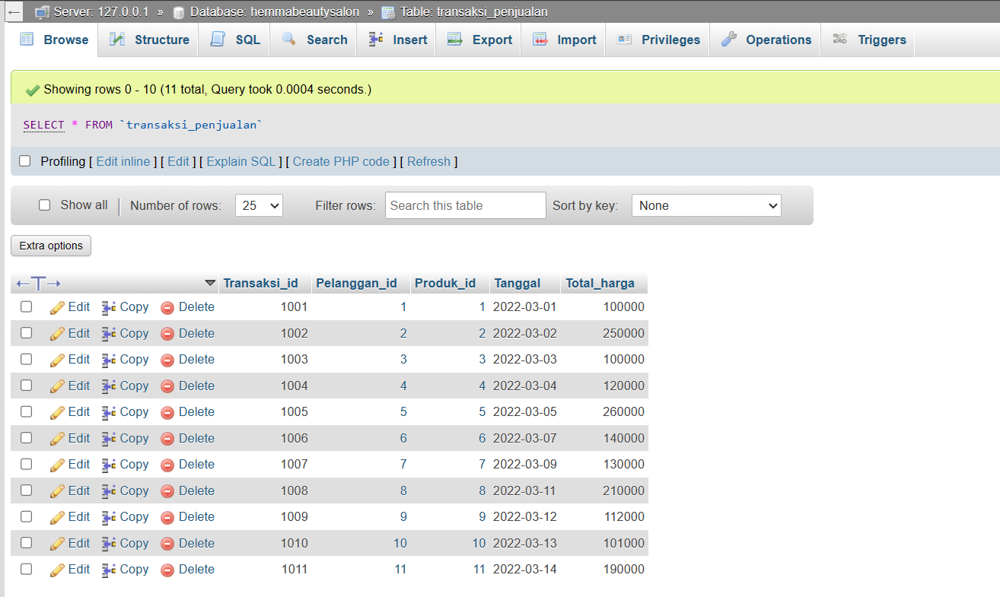 Server: 127.0.0.1 » Database: hemmabeautysalon » Table: transaksi_penjualan
Browse Structure SQL Search Insert Export Import Privileges Operations Triggers
Showing rows 0 - 10 (11 total, Query took 0.0004 seconds.)
SELECT * FROM `transaksi_penjualan`
Profiling [ Edit inline ] [ Edit ] [ Explain SQL ] [ Create PHP code ] [ Refresh ]
Show all Number of rows: 25 Filter rows: Search this table Sort by key: None
Extra options
Transaksi_id Pelanggan_id Produk_id Tanggal Total_harga
Edit Copy Delete 1001 1 1 2022-03-01 100000
Edit Copy Delete 1002 2 2 2022-03-02 250000
Edit Copy Delete 1003 3 3 2022-03-03 100000
Edit Copy Delete 1004 4 4 2022-03-04 120000
Edit Copy Delete 1005 5 5 2022-03-05 260000
Edit Copy Delete 1006 6 6 2022-03-07 140000
Edit Copy Delete 1007 7 7 2022-03-09 130000
Edit Copy Delete 1008 8 8 2022-03-11 210000
Edit Copy Delete 1009 9 9 2022-03-12 112000
Edit Copy Delete 1010 10 10 2022-03-13 101000
Edit Copy Delete 1011 11 11 2022-03-14 190000